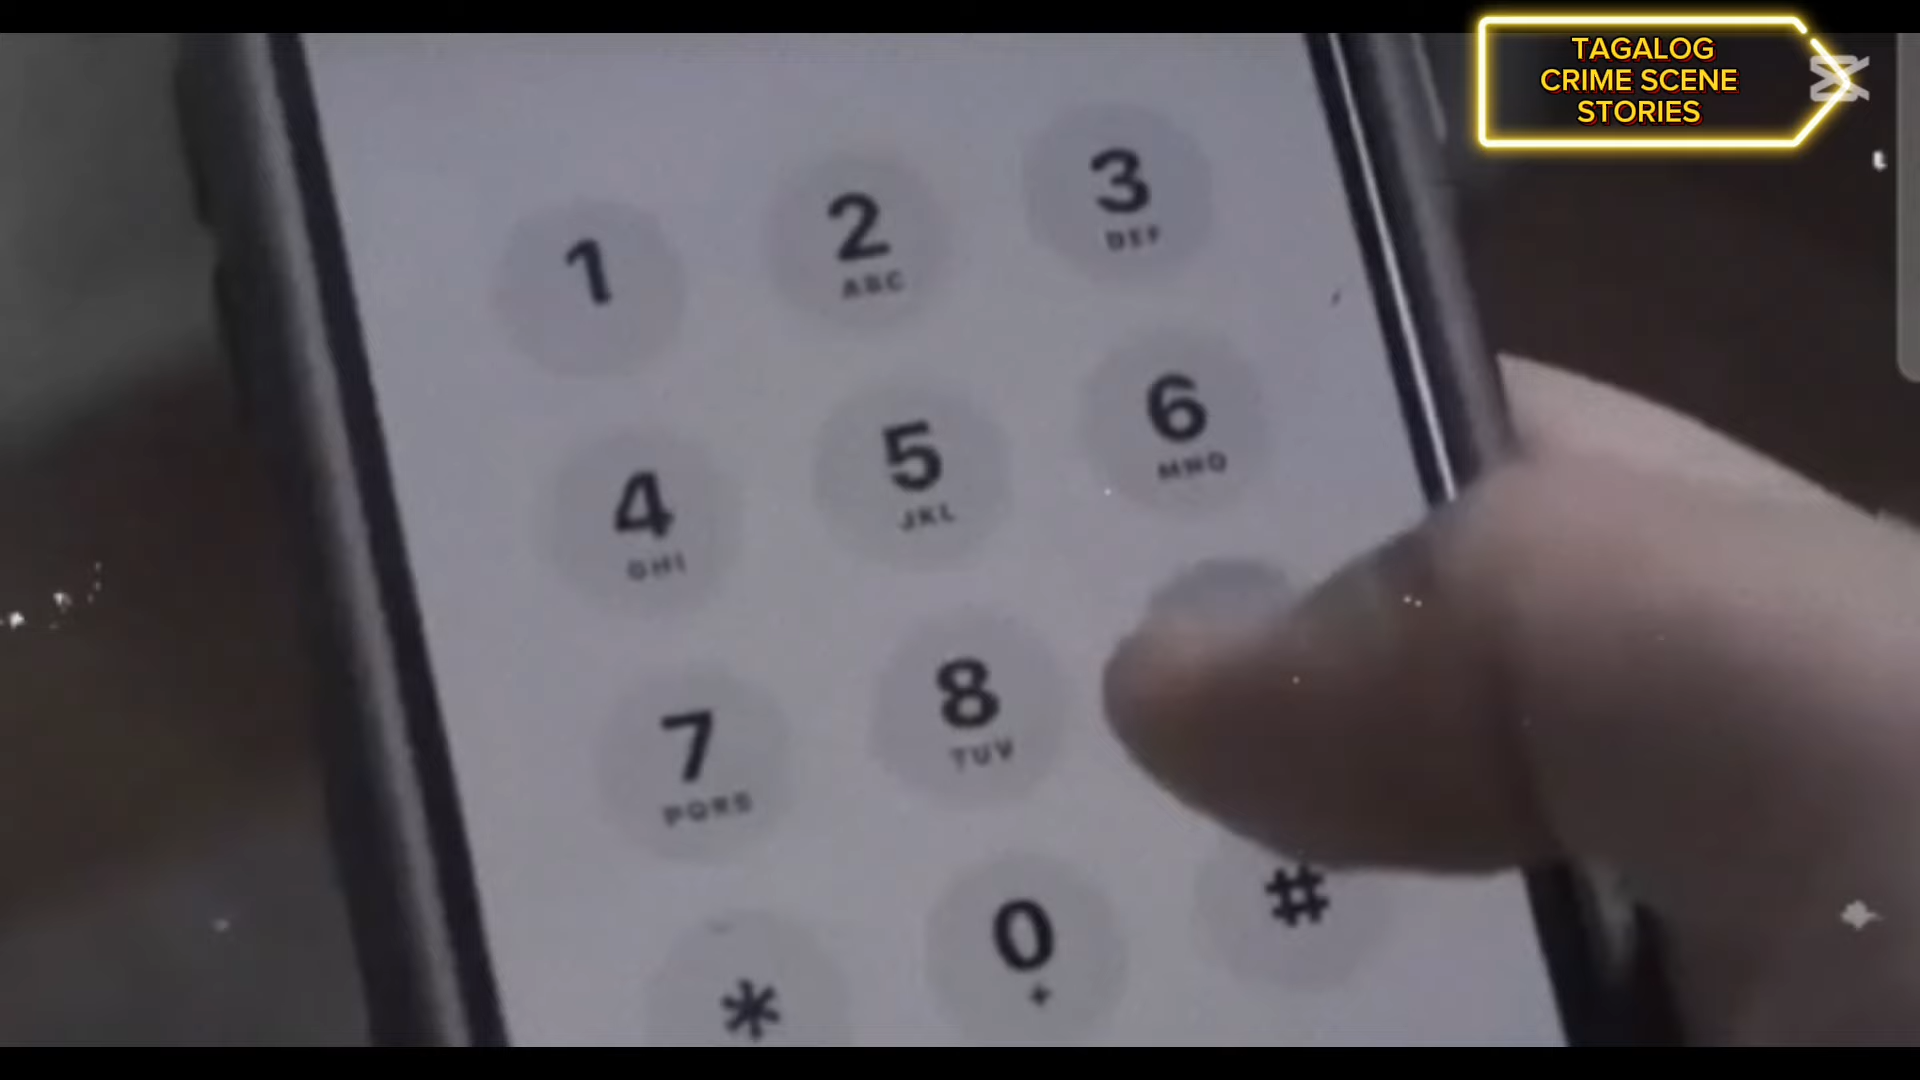 TAGALOG
CRIME SCENE
STORIES
1
2
ABC
3
DEF
4
GHI
5
JKL
6
MNO
7
PQRS
8
TUV
*
0
+
#